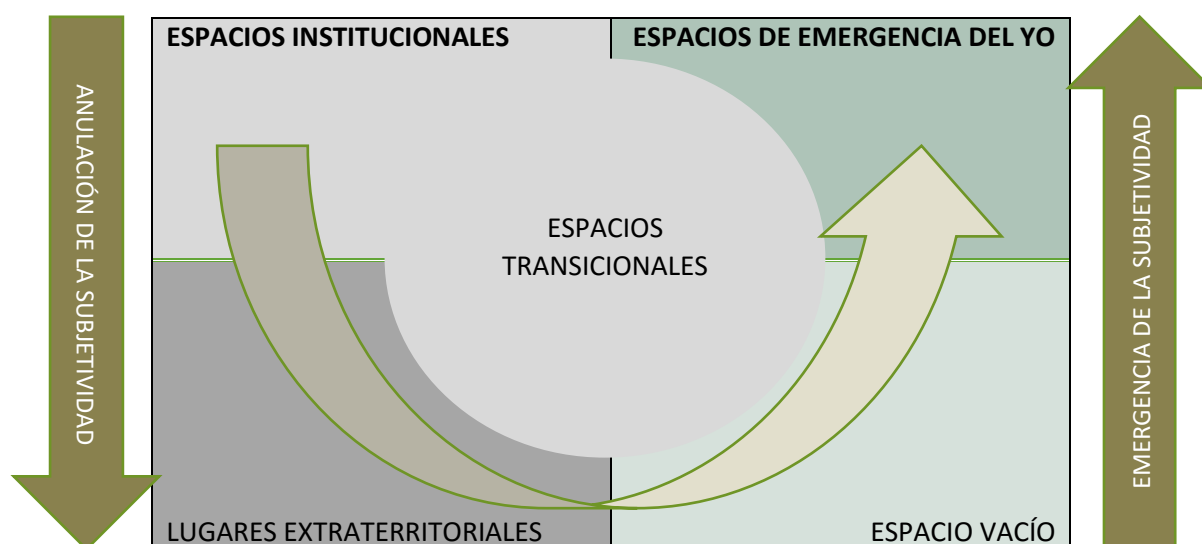 ESPACIOS INSTITUCIONALES
ESPACIOS DE EMERGENCIA DEL YO
ANULACIÓN DE LA SUBJETIVIDAD
ESPACIOS
TRANSICIONALES
EMERGENCIA DE LA SUBJETIVIDAD
LUGARES EXTRATERRITORIALES
ESPACIO VACÍO